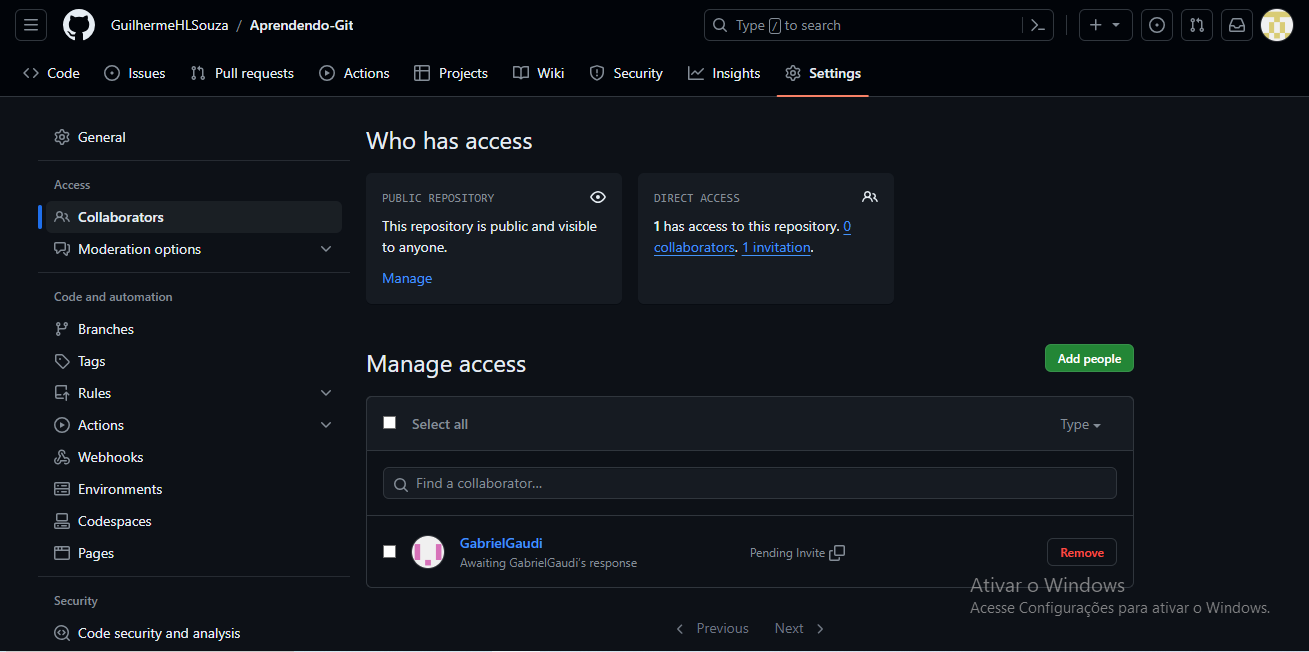 GuilhermeHLSouza / Aprendendo-Git
Type / to search
Code Issues Pull requests Actions Projects Wiki Security Insights Settings
General
Access
Collaborators
Moderation options
Code and automation
Branches
Tags
Rules
Actions
Webhooks
Environments
Codespaces
Pages
Security
Code security and analysis
Who has access
PUBLIC REPOSITORY
This repository is public and visible
to anyone.
Manage
DIRECT ACCESS
1 has access to this repository. 0
collaborators. 1 invitation.
Manage access
Add people
Select all
Type
Find a collaborator...
GabrielGaudi
Awaiting GabrielGaudi's response
Pending Invite
Remove
Previous Next
Ativar o Windows
Acesse Configurações para ativar o Windows.